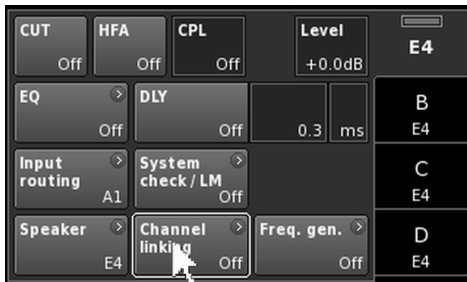 CUT HFA CPL Level E4
Off Off Off +0.0dB
EQ DLY B
Off Off 0.3 ms E4
Input routing System check / LM C
A1 Off E4
Speaker Channel linking Freq. gen. D
E4 Off Off E4